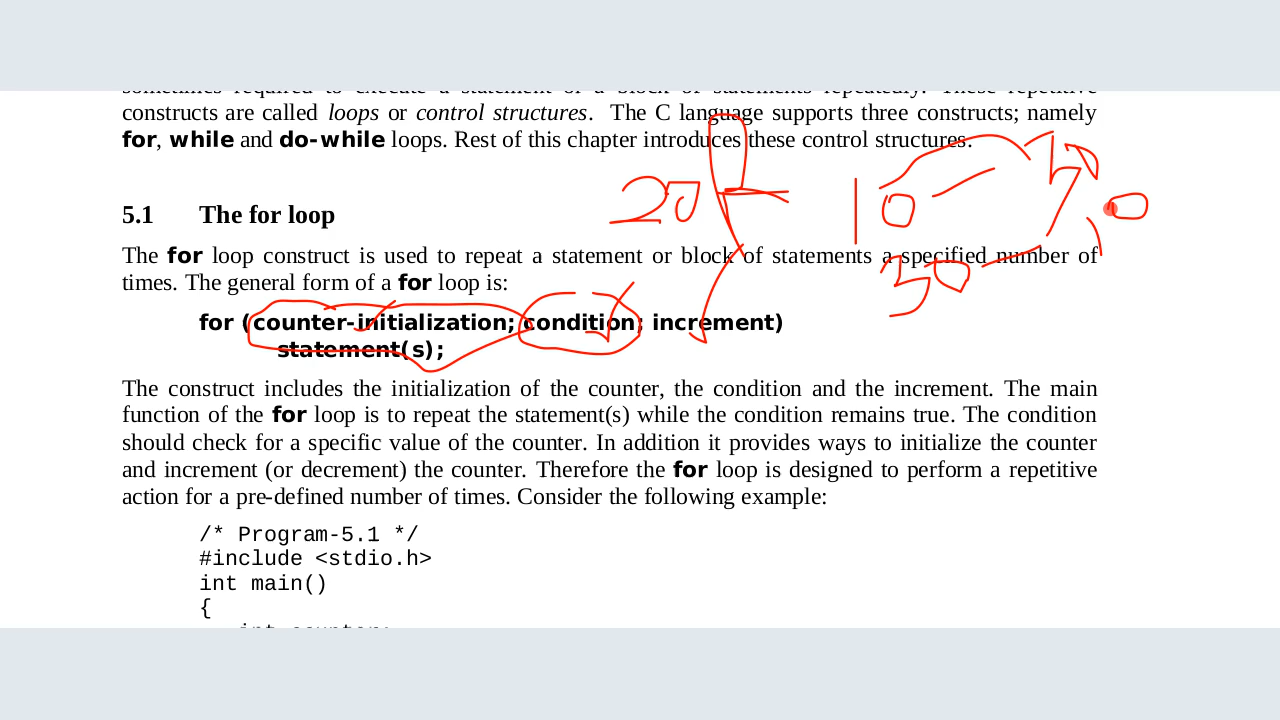 constructs are called loops or control structures. The C language supports three constructs; namely
for, while and do-while loops. Rest of this chapter introduces these control structures.
20
10
30
5.1 The for loop
The for loop construct is used to repeat a statement or block of statements a specified number of
times. The general form of a for loop is:
for (counter-initialization; condition; increment)
statement(s);
The construct includes the initialization of the counter, the condition and the increment. The main
function of the for loop is to repeat the statement(s) while the condition remains true. The condition
should check for a specific value of the counter. In addition it provides ways to initialize the counter
and increment (or decrement) the counter. Therefore the for loop is designed to perform a repetitive
action for a pre-defined number of times. Consider the following example:
/* Program-5.1 */
#include <stdio.h>
int main()
{